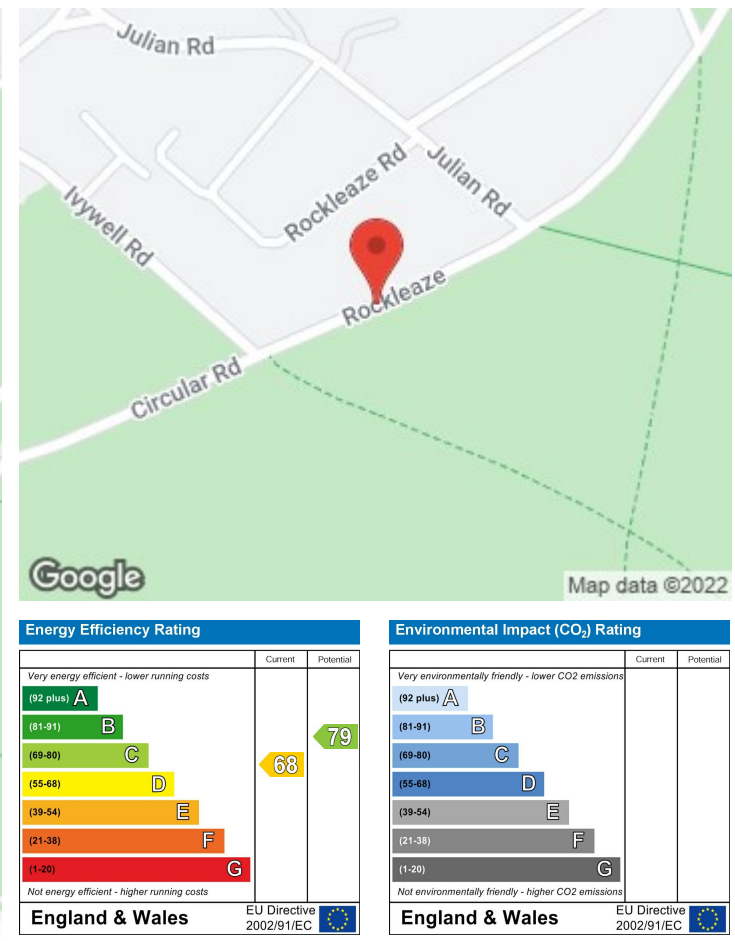 Julian Rd
Rockleaze Rd
Julian Rd
Ivywell Rd
Rockleaze
Circular Rd
Google
Map data ©2022
Energy Efficiency Rating
Current
Potential
Very energy efficient - lower running costs
(92 plus) A
(81-91) B
(69-80) C
(55-68) D
(39-54) E
(21-38) F
(1-20) G
68
79
Not energy efficient - higher running costs
England & Wales
EU Directive
2002/91/EC
Environmental Impact (CO₂) Rating
Current
Potential
Very environmentally friendly - lower CO2 emissions
(92 plus) A
(81-91) B
(69-80) C
(55-68) D
(39-54) E
(21-38) F
(1-20) G
Not environmentally friendly - higher CO2 emissions
England & Wales
EU Directive
2002/91/EC